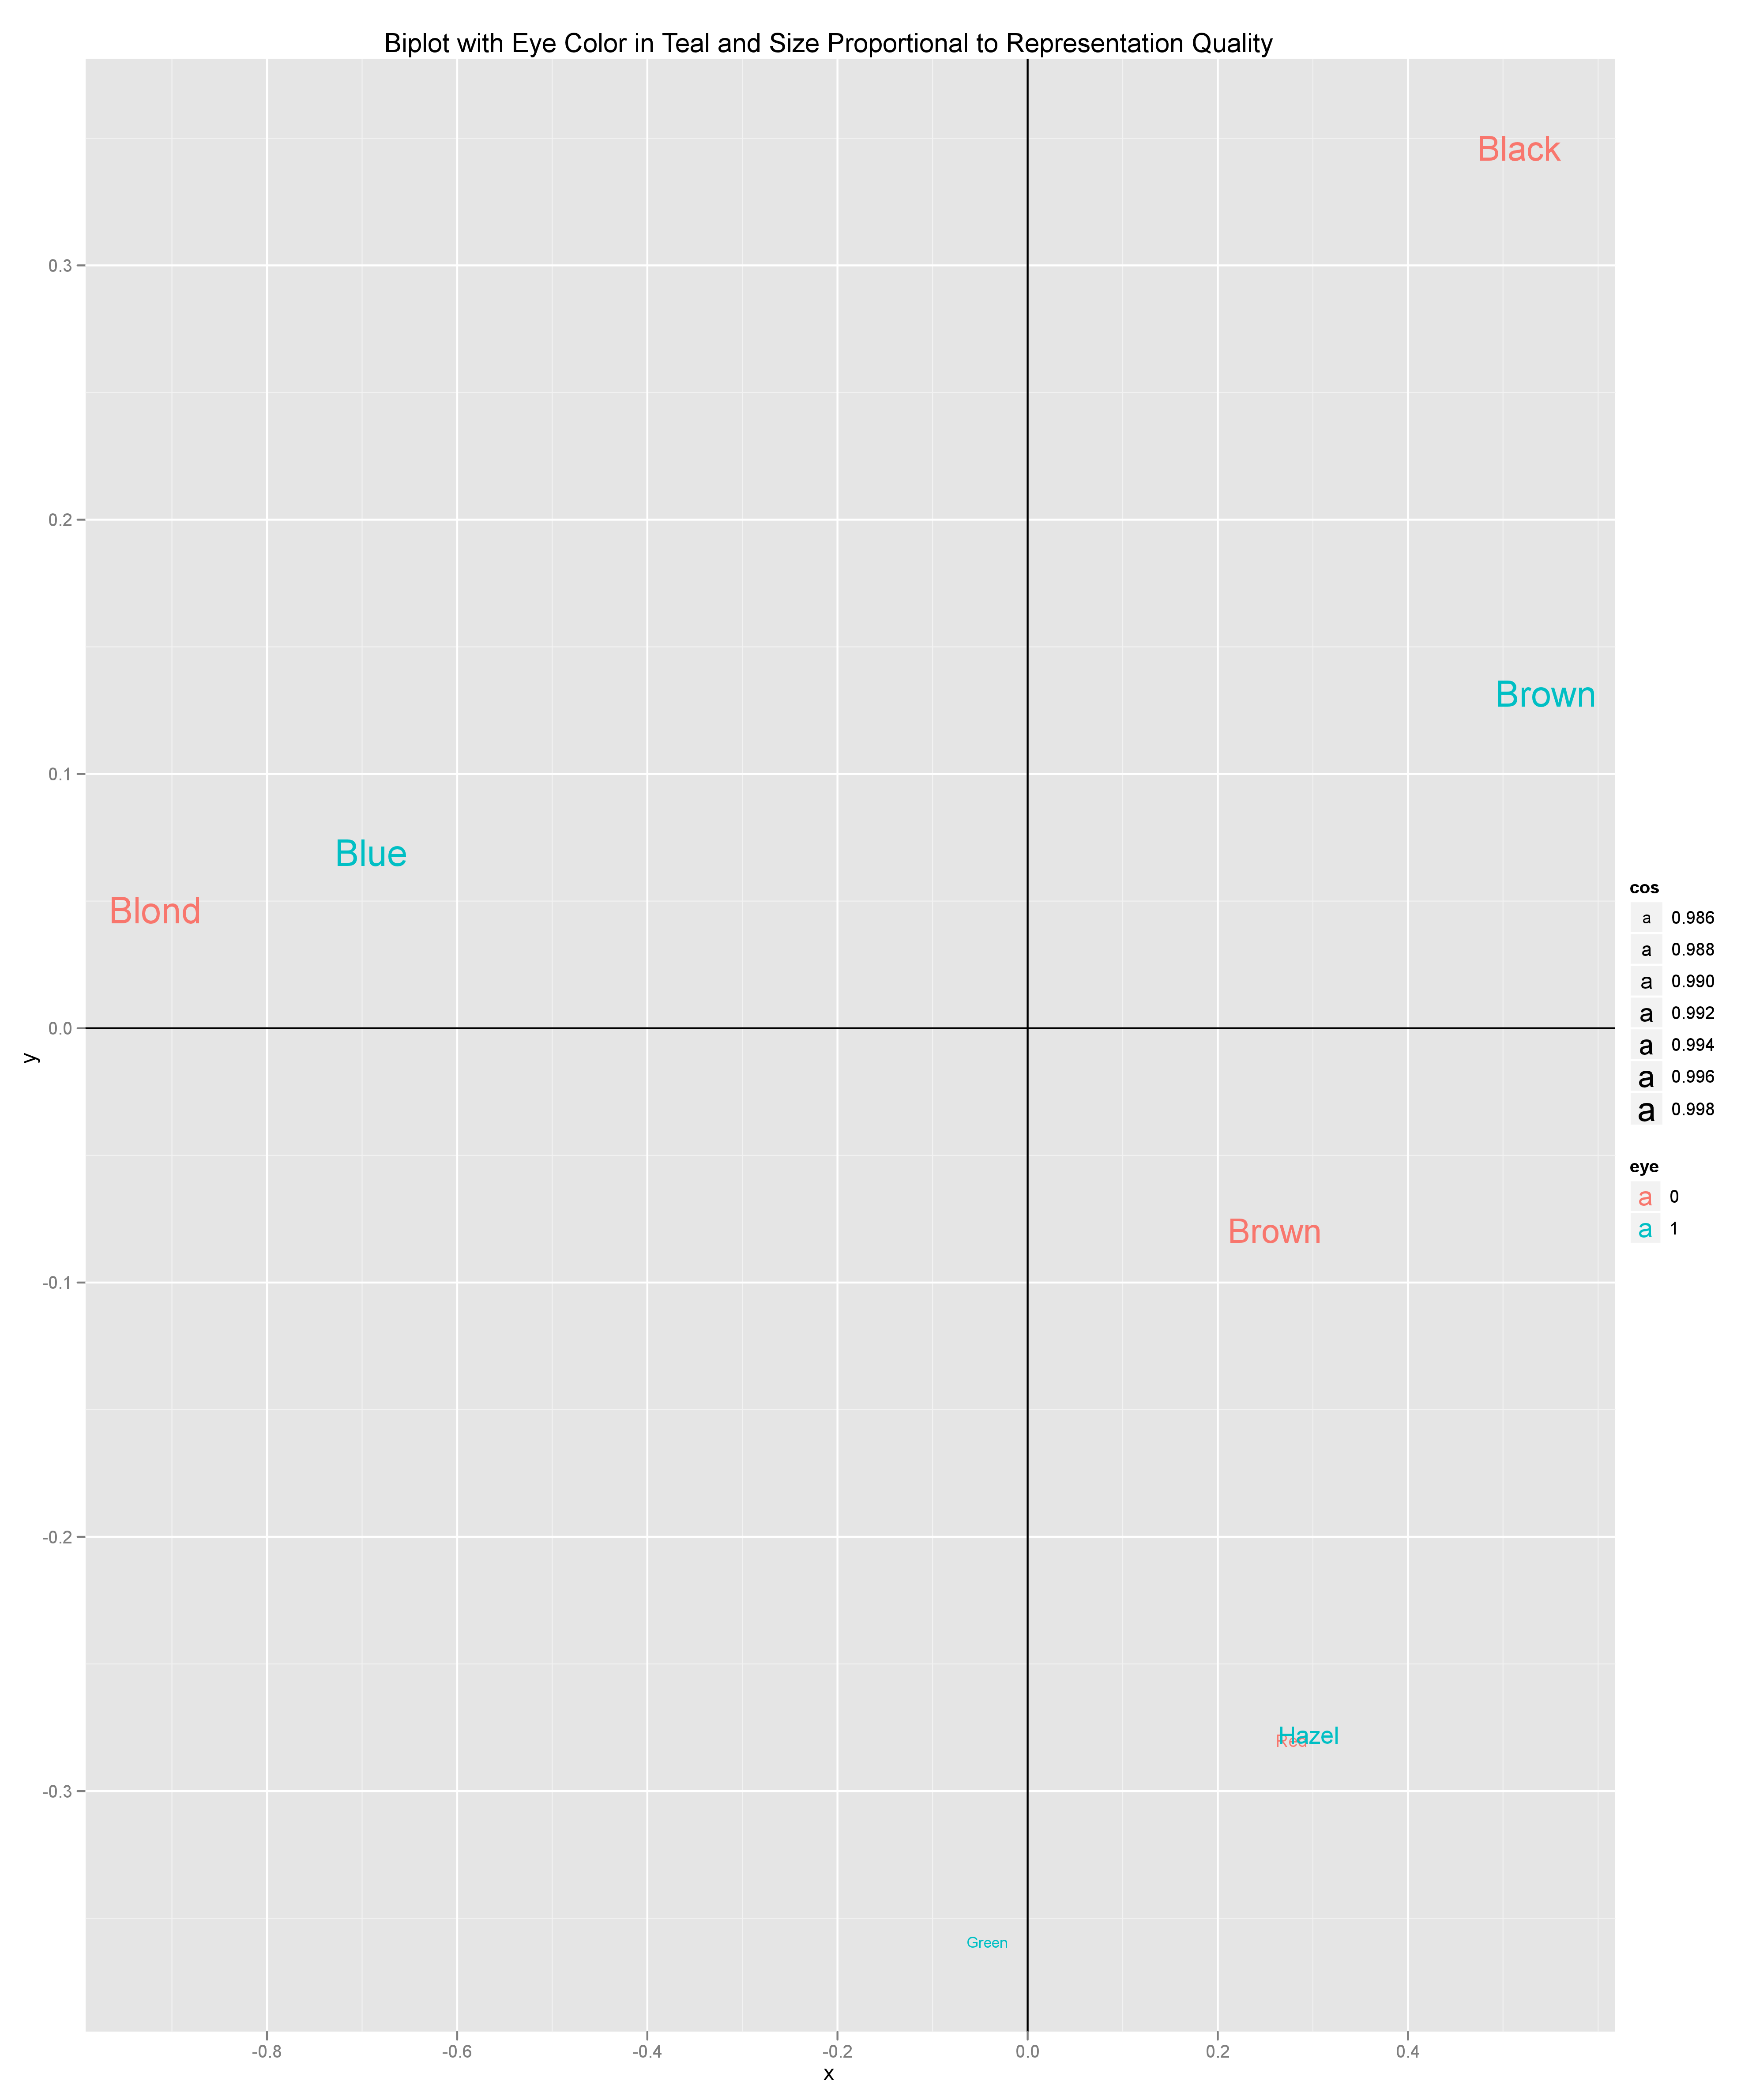 Biplot with Eye Color in Teal and Size Proportional to Representation Quality
Black
0.3
0.2
Brown
0.1
Blue
Blond
cos
a 0.986
a 0.988
a 0.990
a 0.992
a 0.994
a 0.996
a 0.998
0.0
y
eye
a 0
a 1
Brown
-0.1
-0.2
Hazel
Red
-0.3
Green
-0.8 -0.6 -0.4 -0.2 0.0 0.2 0.4
x